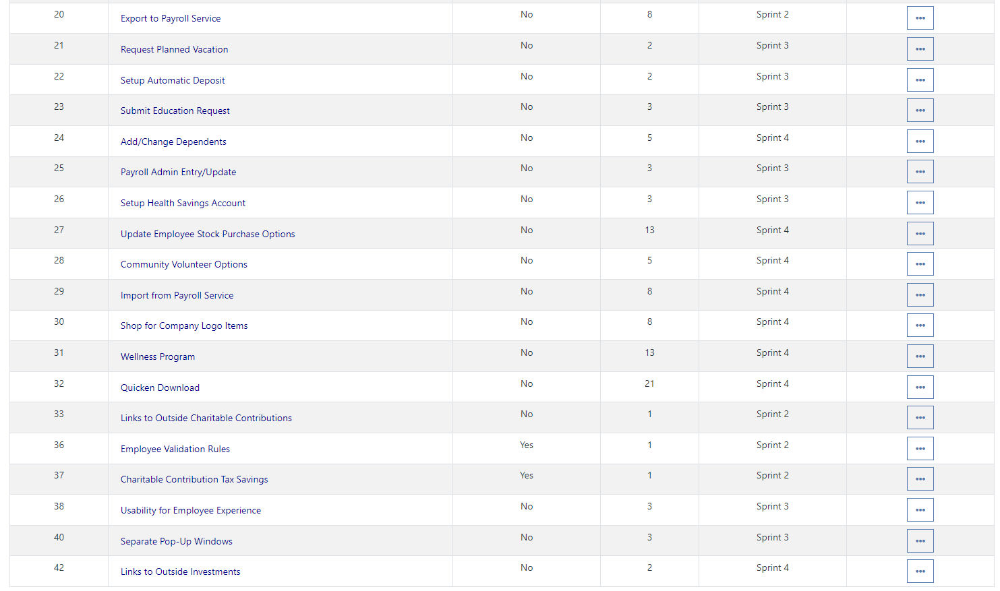 20 Export to Payroll Service No 8 Sprint 2 •••
21 Request Planned Vacation No 2 Sprint 3 •••
22 Setup Automatic Deposit No 2 Sprint 3 •••
23 Submit Education Request No 3 Sprint 3 •••
24 Add/Change Dependents No 5 Sprint 4 •••
25 Payroll Admin Entry/Update No 3 Sprint 3 •••
26 Setup Health Savings Account No 3 Sprint 3 •••
27 Update Employee Stock Purchase Options No 13 Sprint 4 •••
28 Community Volunteer Options No 5 Sprint 4 •••
29 Import from Payroll Service No 8 Sprint 4 •••
30 Shop for Company Logo Items No 8 Sprint 4 •••
31 Wellness Program No 13 Sprint 4 •••
32 Quicken Download No 21 Sprint 4 •••
33 Links to Outside Charitable Contributions No 1 Sprint 2 •••
36 Employee Validation Rules Yes 1 Sprint 2 •••
37 Charitable Contribution Tax Savings Yes 1 Sprint 2 •••
38 Usability for Employee Experience No 3 Sprint 3 •••
40 Separate Pop-Up Windows No 3 Sprint 3 •••
42 Links to Outside Investments No 2 Sprint 4 •••